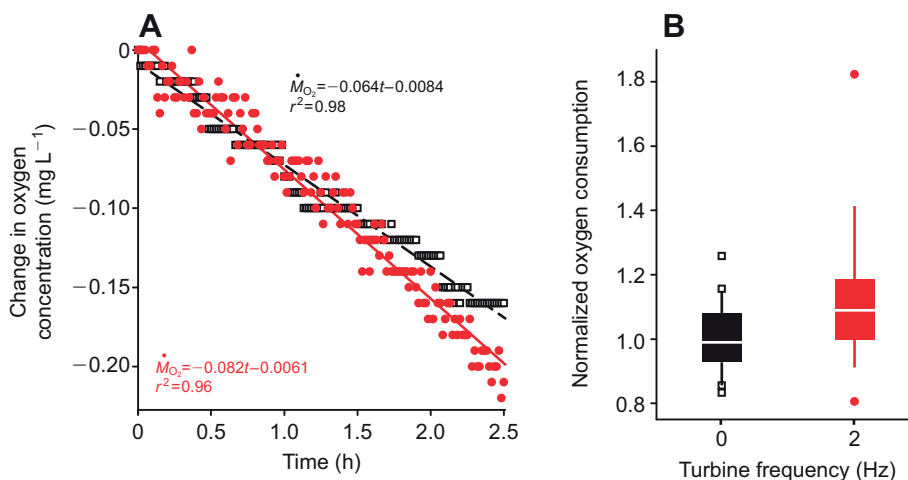 A
Change in oxygen
concentration (mg L⁻¹)
0
−0.05
−0.10
−0.15
−0.20
Ṁ_O₂=−0.064t−0.0084
r²=0.98
Ṁ_O₂=−0.082t−0.0061
r²=0.96
0 0.5 1.0 1.5 2.0 2.5
Time (h)
B
Normalized oxygen consumption
1.8
1.6
1.4
1.2
1.0
0.8
0 2
Turbine frequency (Hz)